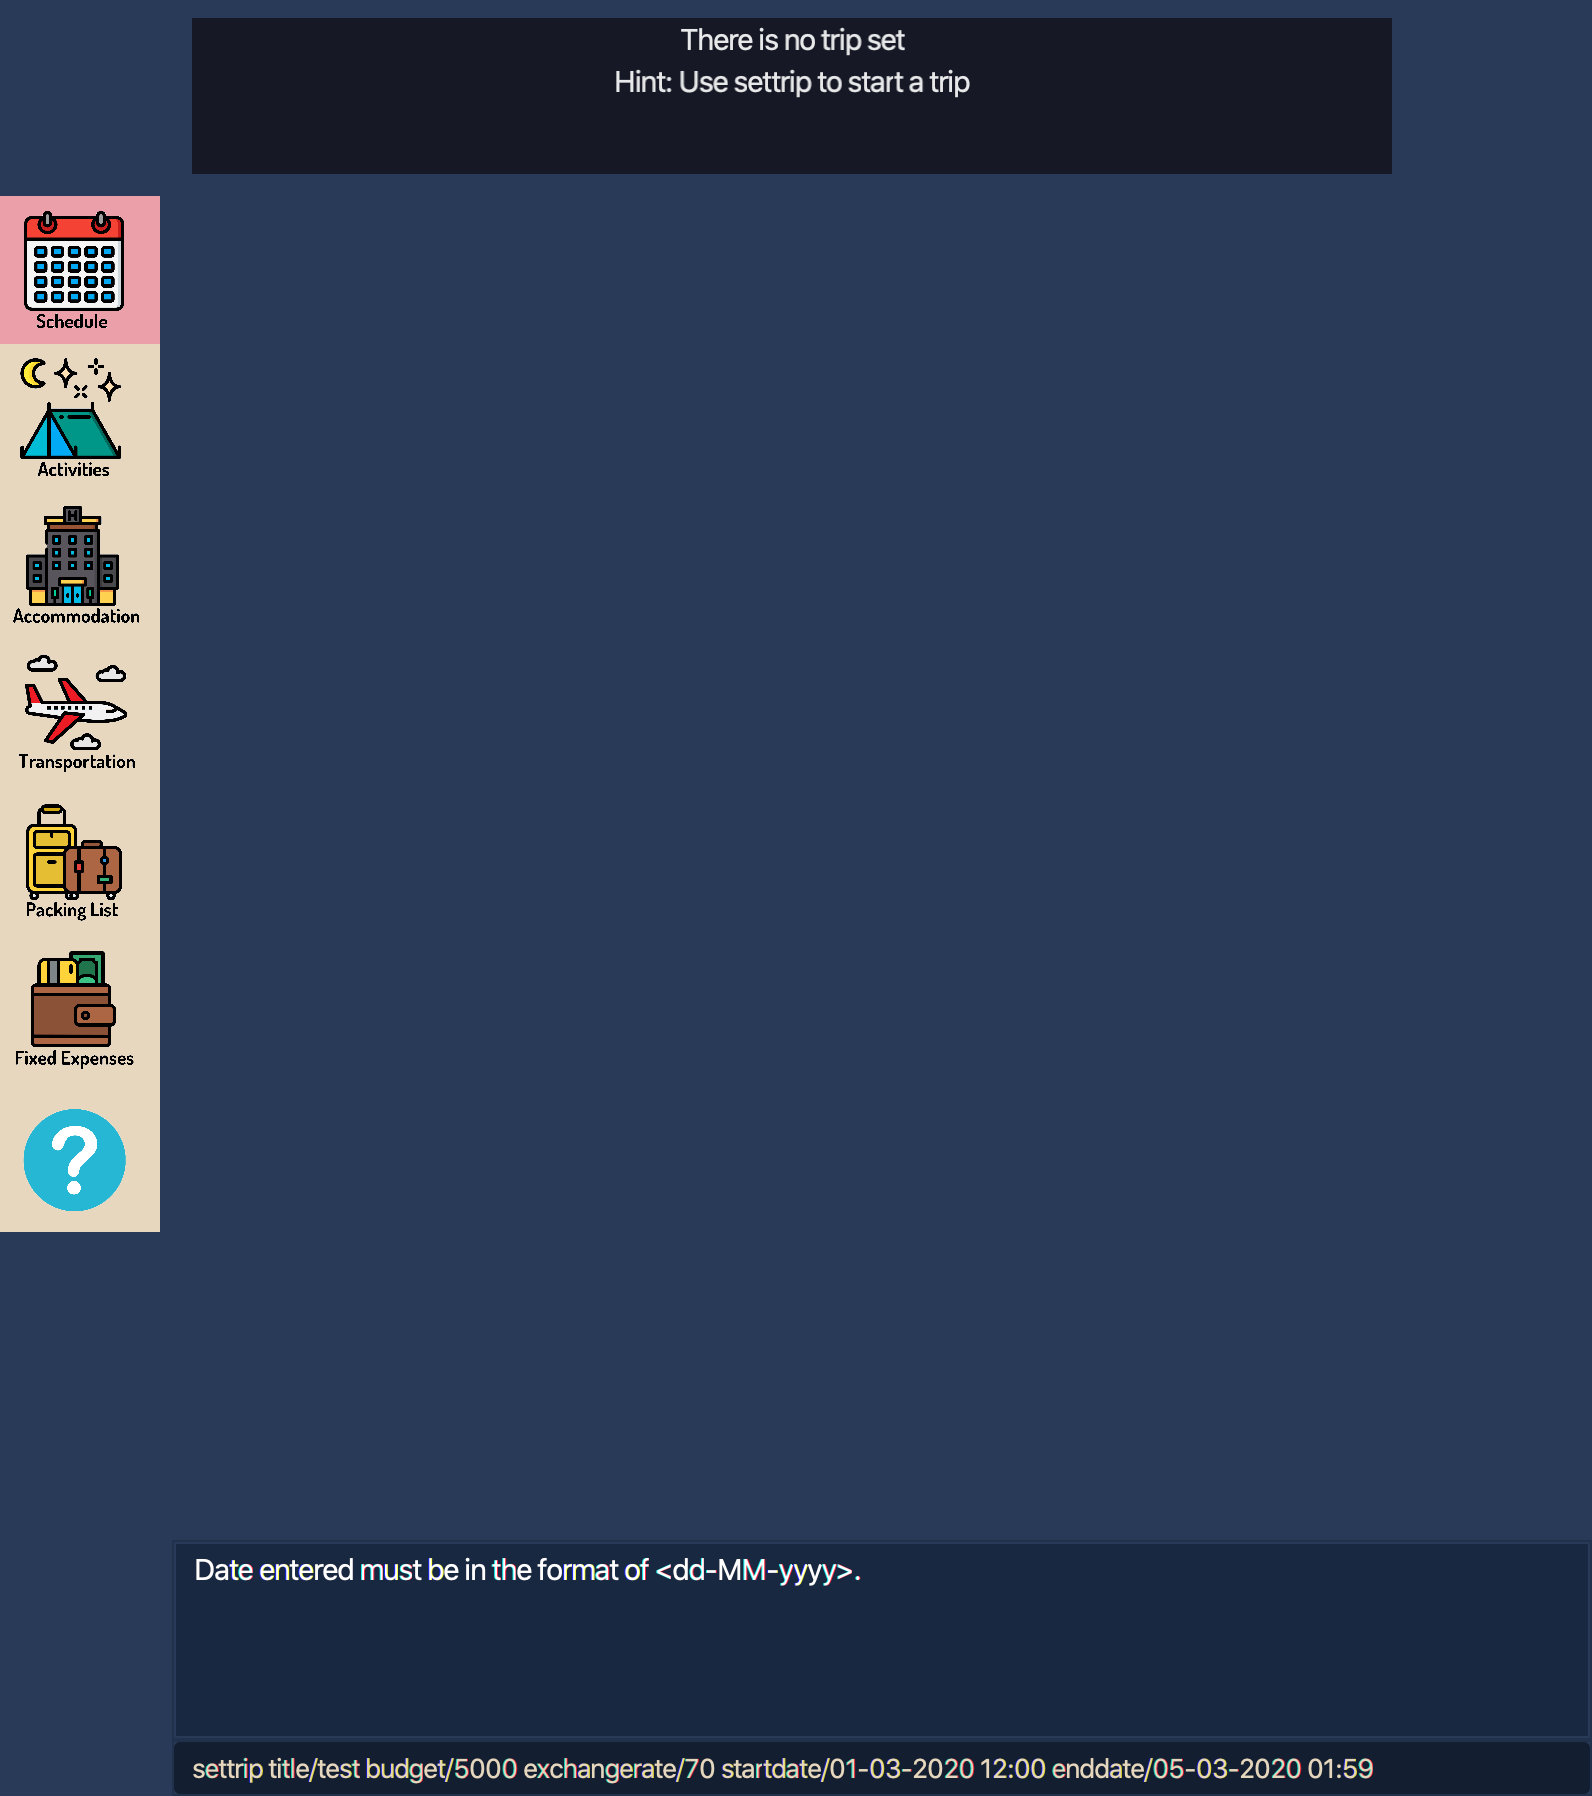 There is no trip set
Hint: Use settrip to start a trip
Schedule
Activities
H
Accommodation
Transportation
Packing List
Fixed Expenses
?
Date entered must be in the format of <dd-MM-yyyy>.
settrip title/test budget/5000 exchangerate/70 startdate/01-03-2020 12:00 enddate/05-03-2020 01:59